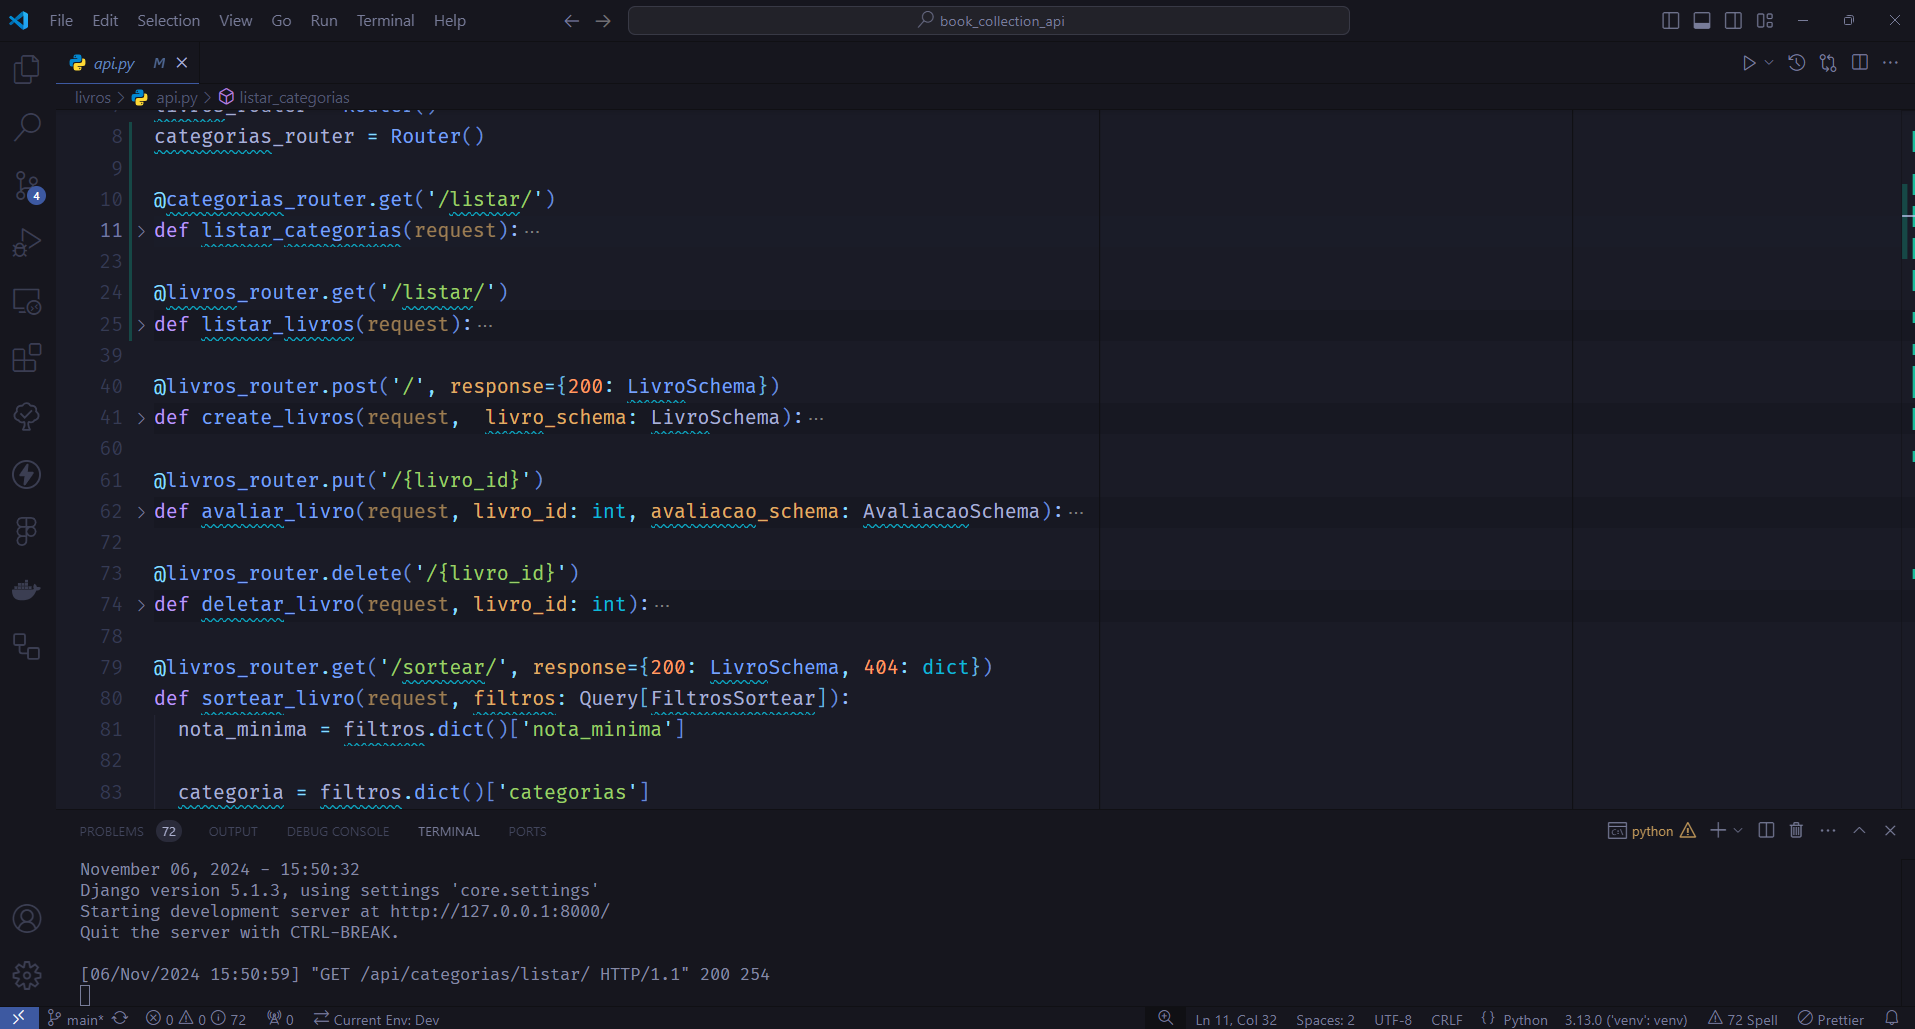 File Edit Selection View Go Run Terminal Help book_collection_api
api.py M
livros > api.py > listar_categorias
8 categorias_router = Router()
9
10 @categorias_router.get('/listar/')
11 def listar_categorias(request):···
23
24 @livros_router.get('/listar/')
25 def listar_livros(request):···
39
40 @livros_router.post('/', response={200: LivroSchema})
41 def create_livros(request,  livro_schema: LivroSchema):···
60
61 @livros_router.put('/{livro_id}')
62 def avaliar_livro(request, livro_id: int, avaliacao_schema: AvaliacaoSchema):···
72
73 @livros_router.delete('/{livro_id}')
74 def deletar_livro(request, livro_id: int):···
78
79 @livros_router.get('/sortear/', response={200: LivroSchema, 404: dict})
80 def sortear_livro(request, filtros: Query[FiltrosSortear]):
81 nota_minima = filtros.dict()['nota_minima']
82
83 categoria = filtros.dict()['categorias']
4
PROBLEMS 72 OUTPUT DEBUG CONSOLE TERMINAL PORTS python
November 06, 2024 - 15:50:32
Django version 5.1.3, using settings 'core.settings'
Starting development server at http://127.0.0.1:8000/
Quit the server with CTRL-BREAK.
[06/Nov/2024 15:50:59] "GET /api/categorias/listar/ HTTP/1.1" 200 254
main* 0 0 72 0 Current Env: Dev Ln 11, Col 32 Spaces: 2 UTF-8 CRLF {} Python 3.13.0 ('venv': venv) 72 Spell Prettier